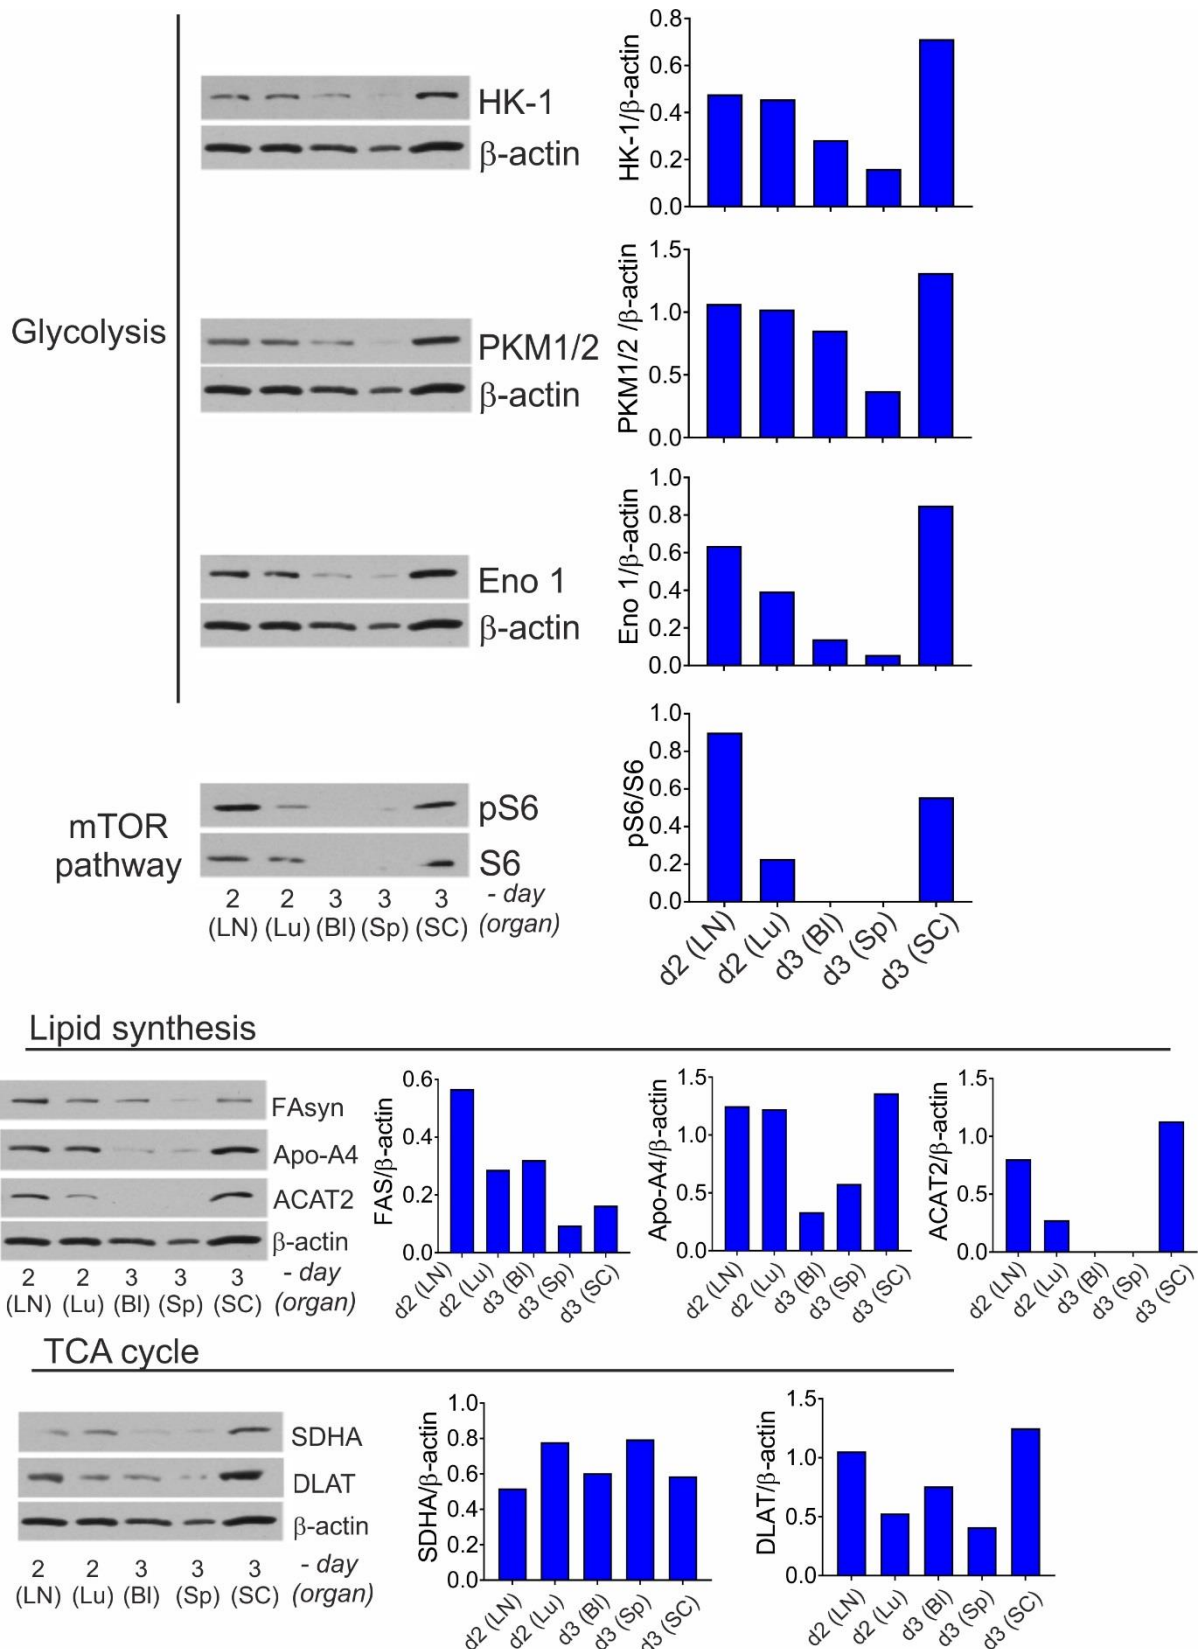 Glycolysis
HK-1
β-actin
PKM1/2
β-actin
Eno 1
β-actin
0.8
0.6
0.4
0.2
0.0
HK-1/β-actin
1.5
1.0
0.5
0.0
PKM1/2 /β-actin
1.0
0.8
0.6
0.4
0.2
0.0
Eno 1/β-actin
mTOR
pathway
pS6
S6
2 2 3 3 3 - day
(LN) (Lu) (Bl) (Sp) (SC) (organ)
1.0
0.8
0.6
0.4
0.2
0.0
pS6/S6
d2 (LN) d2 (Lu) d3 (Bl) d3 (Sp) d3 (SC)
Lipid synthesis
FAsyn
Apo-A4
ACAT2
β-actin
2 2 3 3 3 - day
(LN) (Lu) (Bl) (Sp) (SC) (organ)
0.6
0.4
0.2
0.0
FAS/β-actin
d2 (LN) d2 (Lu) d3 (Bl) d3 (Sp) d3 (SC)
1.5
1.0
0.5
0.0
Apo-A4/β-actin
d2 (LN) d2 (Lu) d3 (Bl) d3 (Sp) d3 (SC)
1.5
1.0
0.5
0.0
ACAT2/β-actin
d2 (LN) d2 (Lu) d3 (Bl) d3 (Sp) d3 (SC)
TCA cycle
SDHA
DLAT
β-actin
2 2 3 3 3 - day
(LN) (Lu) (Bl) (Sp) (SC) (organ)
1.0
0.8
0.6
0.4
0.2
0.0
SDHA/β-actin
d2 (LN) d2 (Lu) d3 (Bl) d3 (Sp) d3 (SC)
1.5
1.0
0.5
0.0
DLAT/β-actin
d2 (LN) d2 (Lu) d3 (Bl) d3 (Sp) d3 (SC)